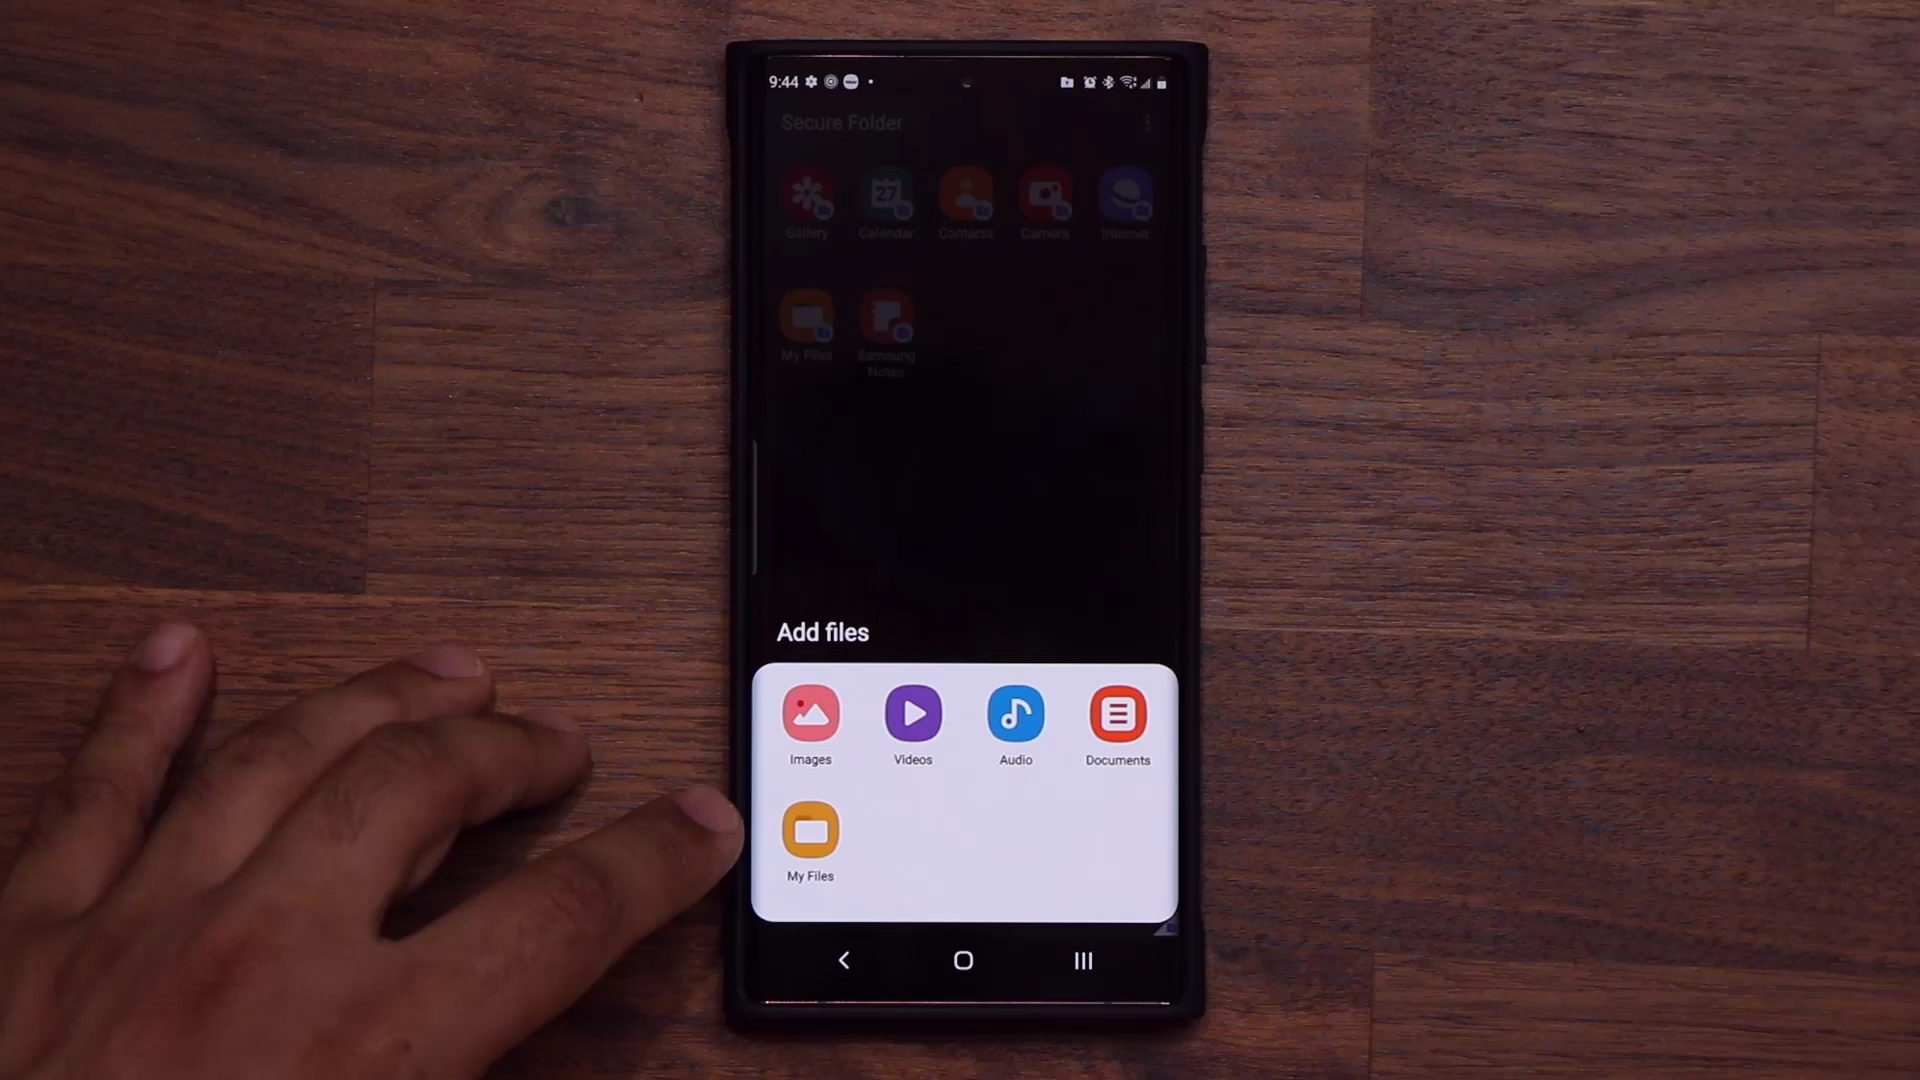 9:44
Secure Folder
Gallery Calendar Contacts Camera Internet
27
My Files Samsung
Notes
Add files
Images Videos Audio Documents
My Files